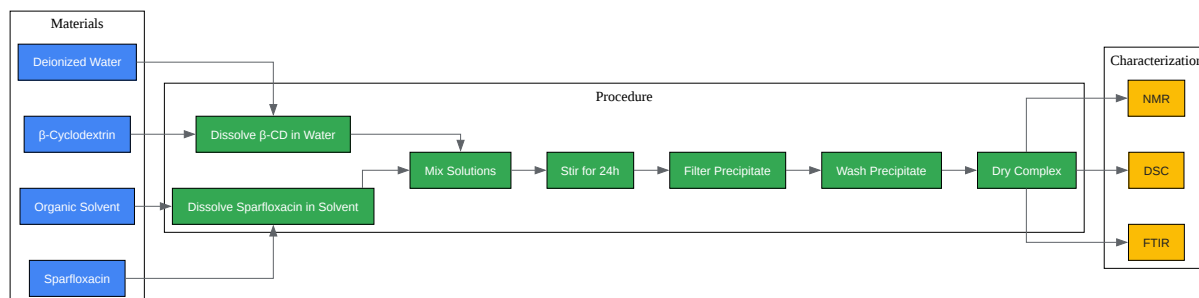 Materials
Deionized Water
β-Cyclodextrin
Organic Solvent
Sparfloxacin
Procedure
Dissolve β-CD in Water
Dissolve Sparfloxacin in Solvent
Mix Solutions
Stir for 24h
Filter Precipitate
Wash Precipitate
Dry Complex
Characterization
NMR
DSC
FTIR